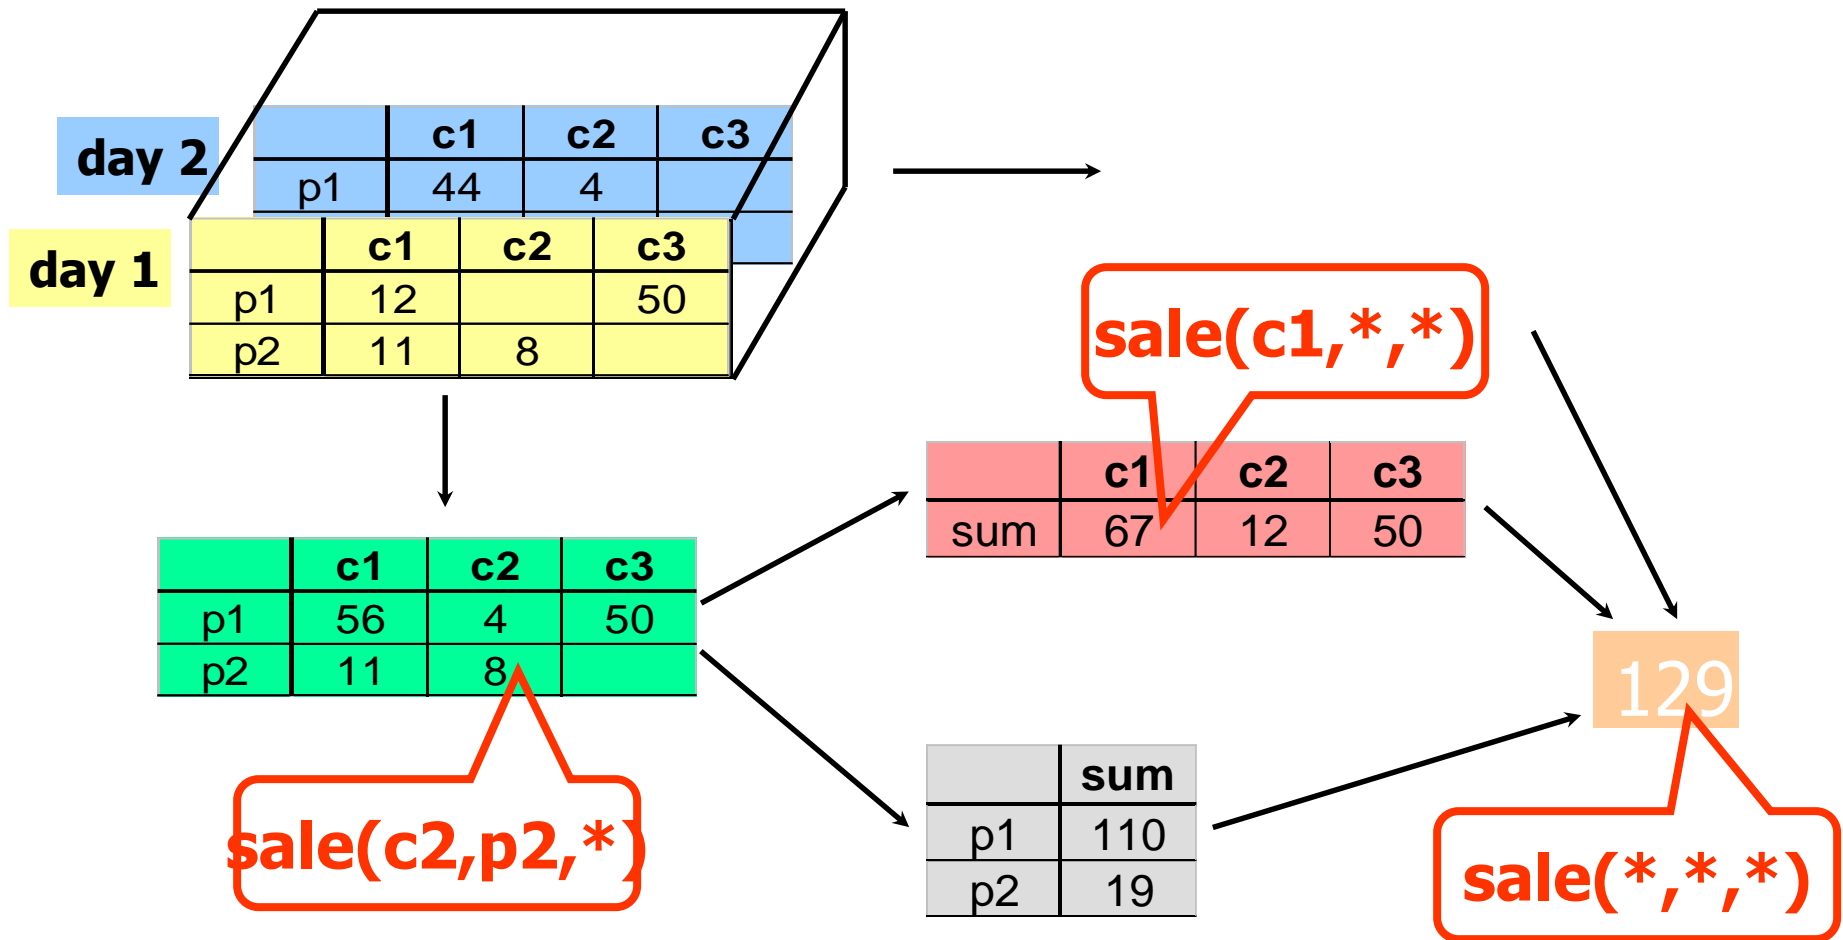 day 2
c1 c2 c3
p1 44 4
day 1
c1 c2 c3
p1 12 50
p2 11 8
sale(c1,*,*)
c1 c2 c3
sum 67 12 50
c1 c2 c3
p1 56 4 50
p2 11 8
129
sum
p1 110
p2 19
sale(c2,p2,*)
sale(*,*,*)